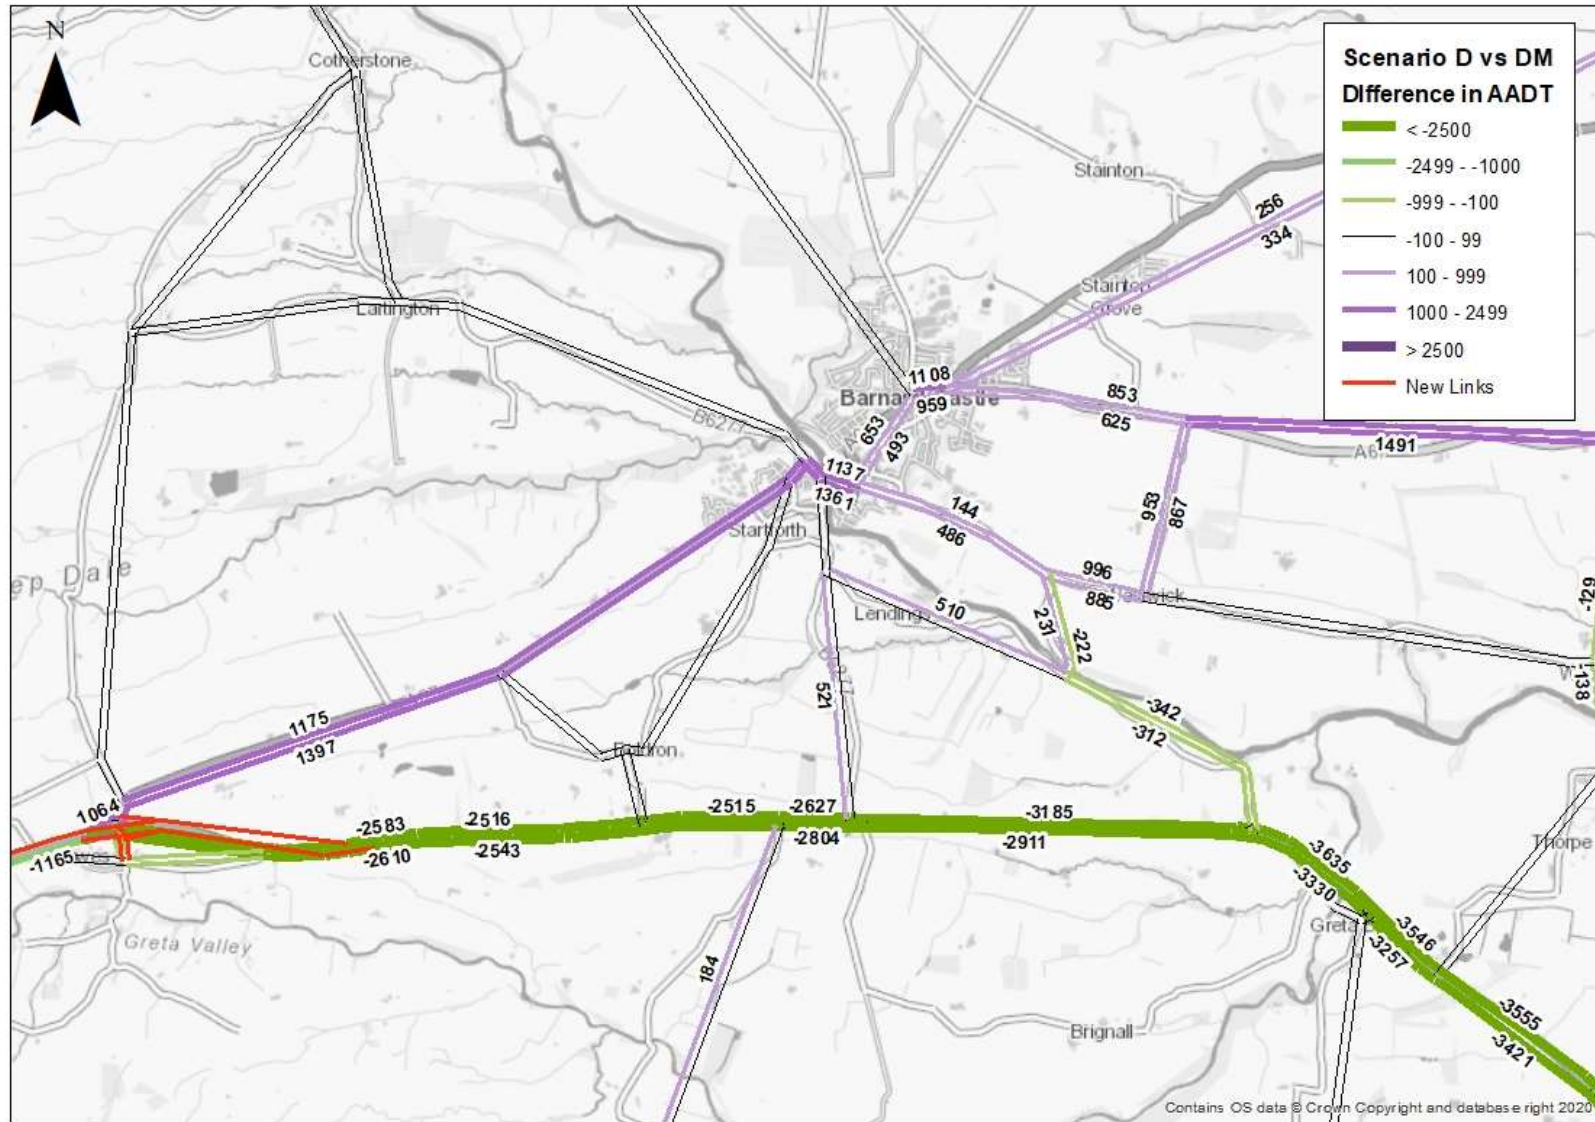 N
Cotherstone
Scenario D vs DM
DIfference in AADT
< -2500
-2499 - -1000
-999 - -100
-100 - 99
100 - 999
1000 - 2499
> 2500
New Links
Stainton
256
334
Stainton
Grove
Lartington
1108
Barnard Castle
959
853
625
653
493
1491
1137
1361
144
486
Startforth
953
867
996
885
510
Lendings
231
-222
-129
-138
521
-342
-312
1175
1397
1064
-1165
-2583
-2610
-2516
-2543
-2515
-2627
-2804
-3185
-2911
-3635
-3330
Thorpe
-3546
-3257
Greta Valley
184
-3555
-3421
Brignall
Contains OS data © Crown Copyright and database right 2020